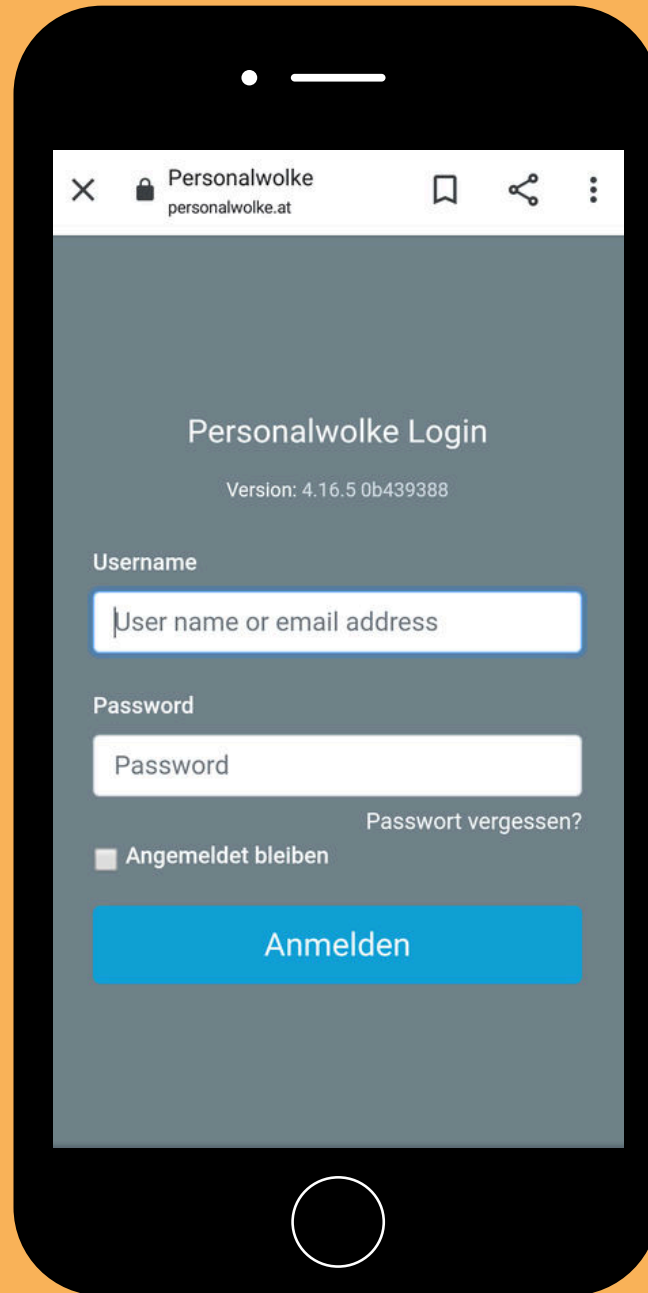 Personalwolke
personalwolke.at
Personalwolke Login
Version: 4.16.5 0b439388
Username
User name or email address
Password
Password
Passwort vergessen?
Angemeldet bleiben
Anmelden